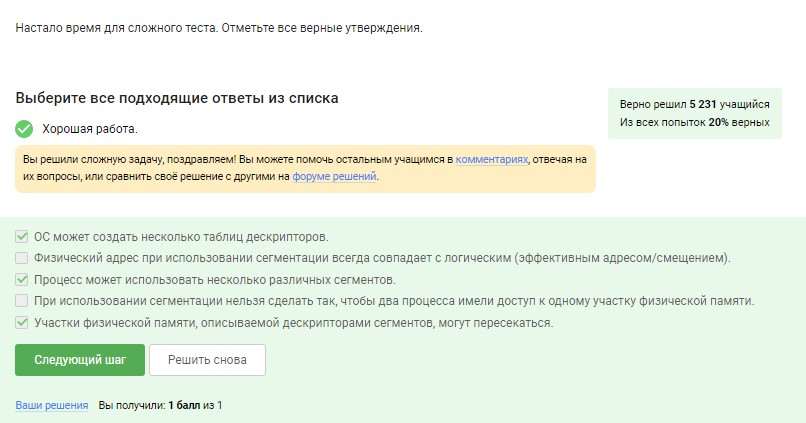 Настало время для сложного теста. Отметьте все верные утверждения.
Выберите все подходящие ответы из списка
Верно решил 5 231 учащийся
Из всех попыток 20% верных
Хорошая работа.
Вы решили сложную задачу, поздравляем! Вы можете помочь остальным учащимся в комментариях, отвечая на
их вопросы, или сравнить своё решение с другими на форуме решений.
ОС может создать несколько таблиц дескрипторов.
Физический адрес при использовании сегментации всегда совпадает с логическим (эффективным адресом/смещением).
Процесс может использовать несколько различных сегментов.
При использовании сегментации нельзя сделать так, чтобы два процесса имели доступ к одному участку физической памяти.
Участки физической памяти, описываемой дескрипторами сегментов, могут пересекаться.
Следующий шаг Решить снова
Ваши решения Вы получили: 1 балл из 1